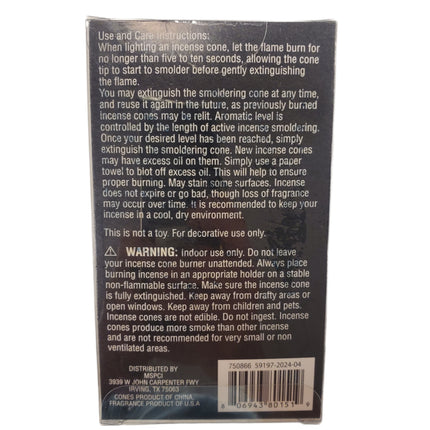 Use and Care Instructions:
When lighting an incense cone, let the flame burn for
no longer than five to ten seconds, allowing the cone
tip to start to smolder before gently extinguishing
the flame.
You may extinguish the smoldering cone at any time,
and reuse it again in the future, as previously burned
incense cones may be relit. Aromatic level is
controlled by the length of active incense smoldering.
Once your desired level has been reached, simply
extinguish the smoldering cone. New incense cones
may have excess oil on them. Simply use a paper
towel to blot off excess oil. This will help to ensure
proper burning. May stain some surfaces. Incense
does not expire or go bad, though loss of fragrance
may occur over time. It is recommended to keep your
incense in a cool, dry environment.
This is not a toy. For decorative use only.
⚠ WARNING: Indoor use only. Do not leave
your incense cone burner unattended. Always place
burning incense in an appropriate holder on a stable
non-flammable surface. Make sure the incense cone
is fully extinguished. Keep away from drafty areas or
open windows. Keep away from children and pets.
Incense cones are not edible. Do not ingest. Incense
cones produce more smoke than other incense
and are not recommended for very small or non
ventilated areas.
DISTRIBUTED BY
MSPCI
3939 W JOHN CARPENTER FWY
IRVING, TX 75063
CONES PRODUCT OF CHINA,
FRAGRANCE PRODUCT OF U.S.A.
750866 59197-2024-04
8 06943 80151 9